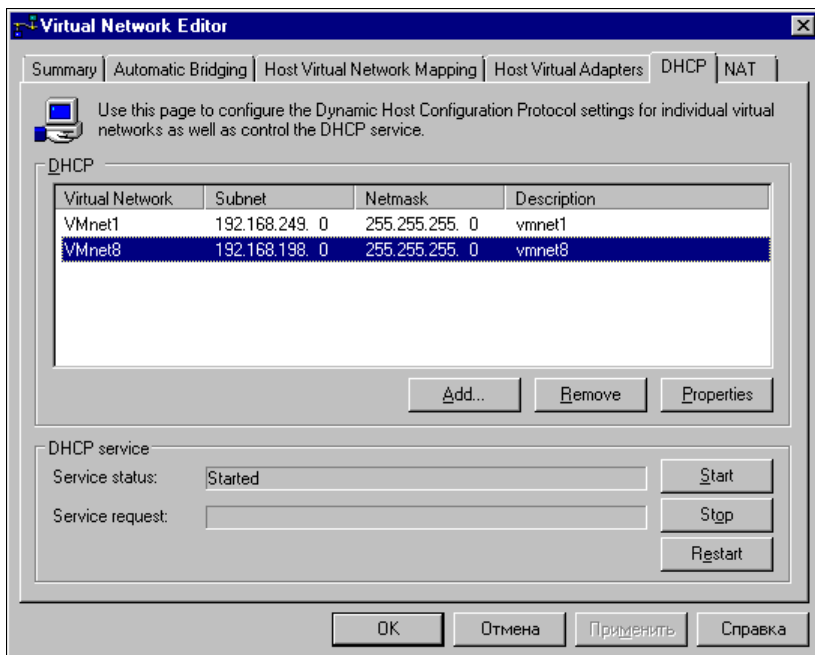 Virtual Network Editor
Summary Automatic Bridging Host Virtual Network Mapping Host Virtual Adapters DHCP NAT
Use this page to configure the Dynamic Host Configuration Protocol settings for individual virtual
networks as well as control the DHCP service.
DHCP
Virtual Network Subnet Netmask Description
VMnet1 192.168.249. 0 255.255.255. 0 vmnet1
VMnet8 192.168.198. 0 255.255.255. 0 vmnet8
Add... Remove Properties
DHCP service
Service status: Started Start
Service request: Stop
Restart
OK Отмена Применить Справка